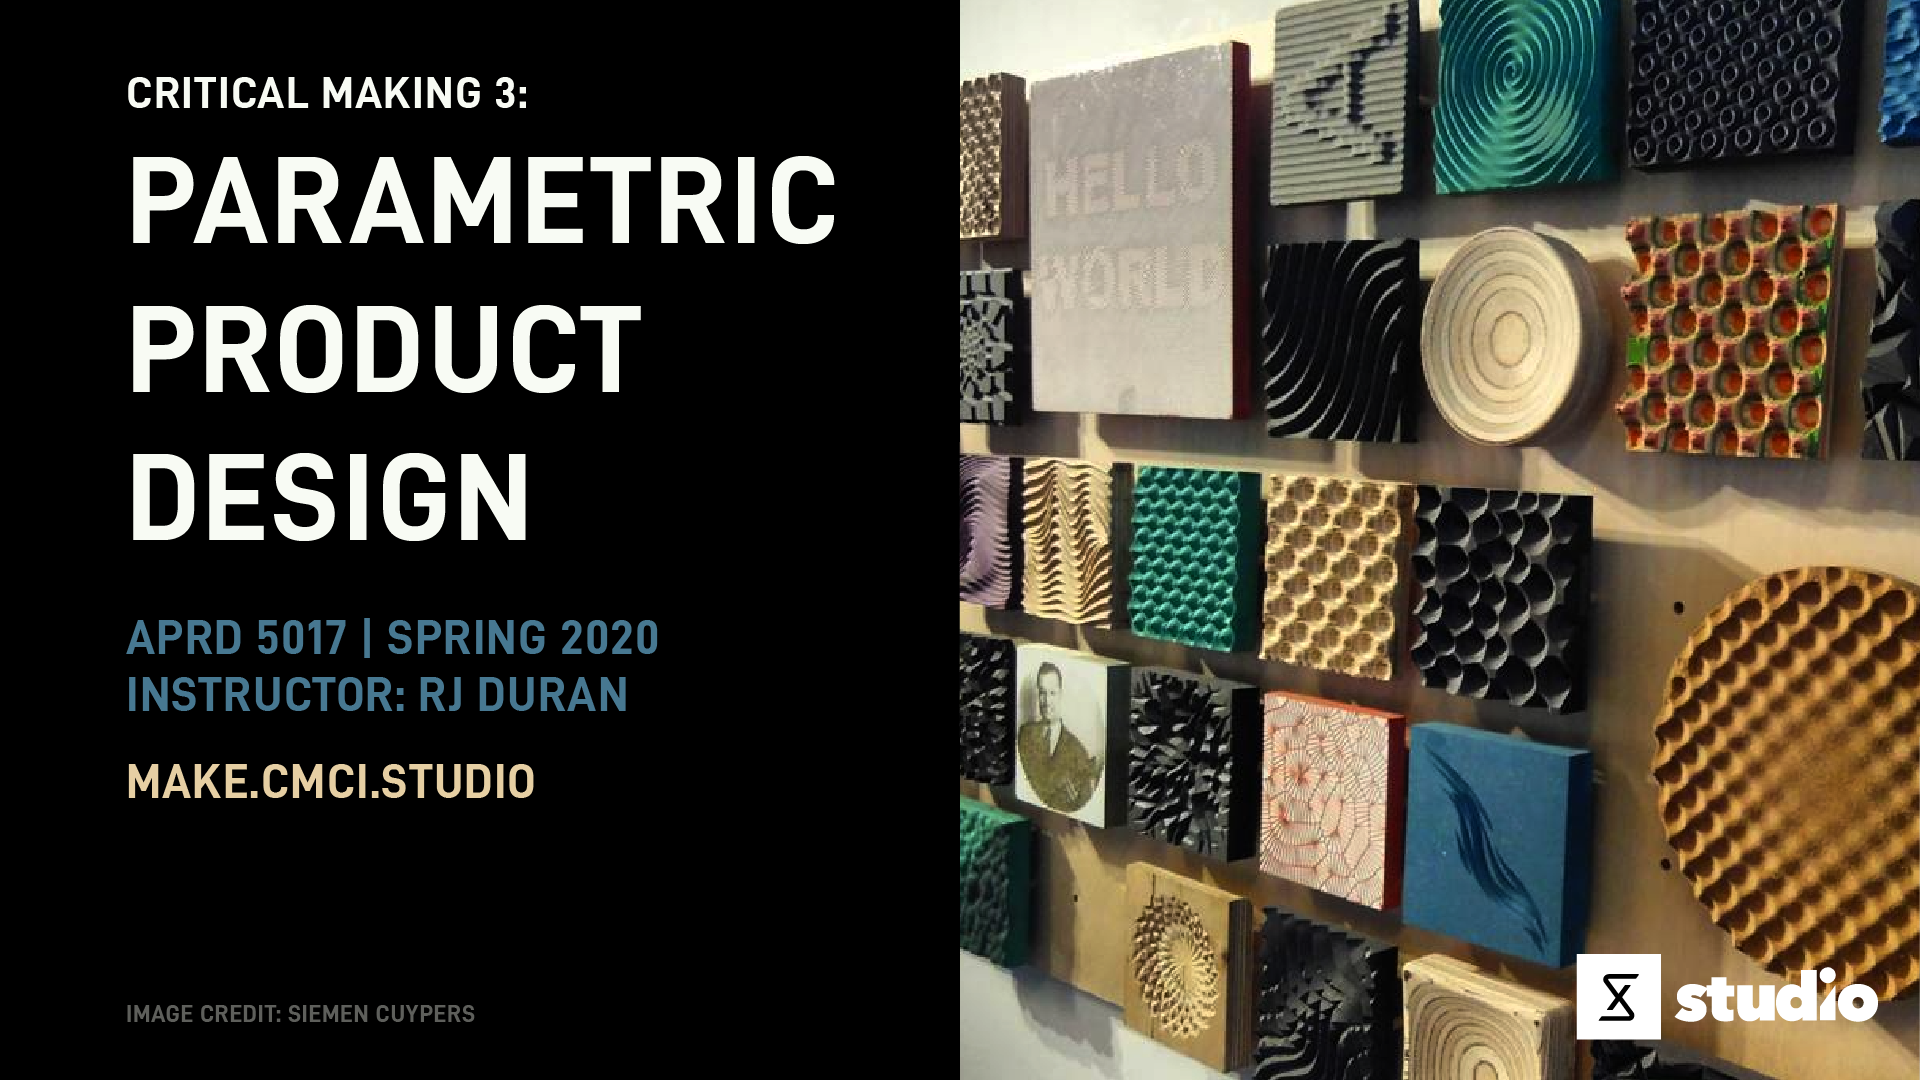 CRITICAL MAKING 3:
PARAMETRIC
PRODUCT
DESIGN
APRD 5017 | SPRING 2020
INSTRUCTOR: RJ DURAN
MAKE.CMCI.STUDIO
IMAGE CREDIT: SIEMEN CUYPERS
HELLO
WORLD
studio